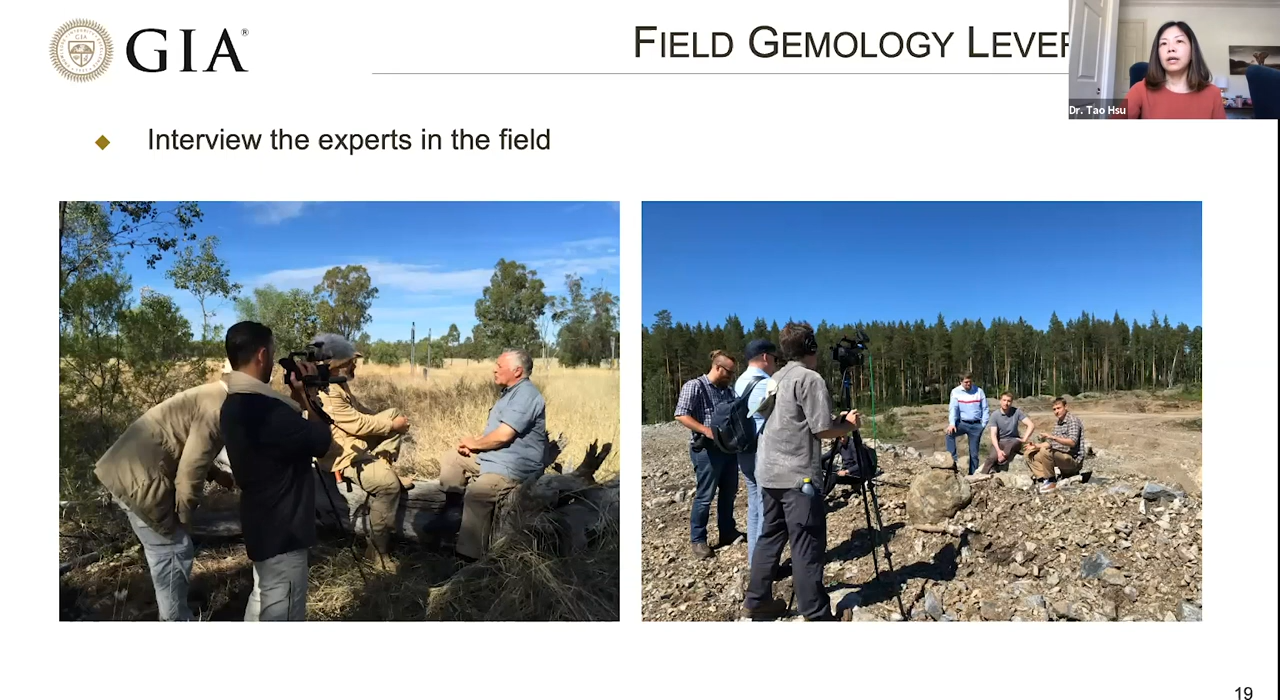 GIA®
FIELD GEMOLOGY LEVER
Dr. Tao Hsu
Interview the experts in the field
19